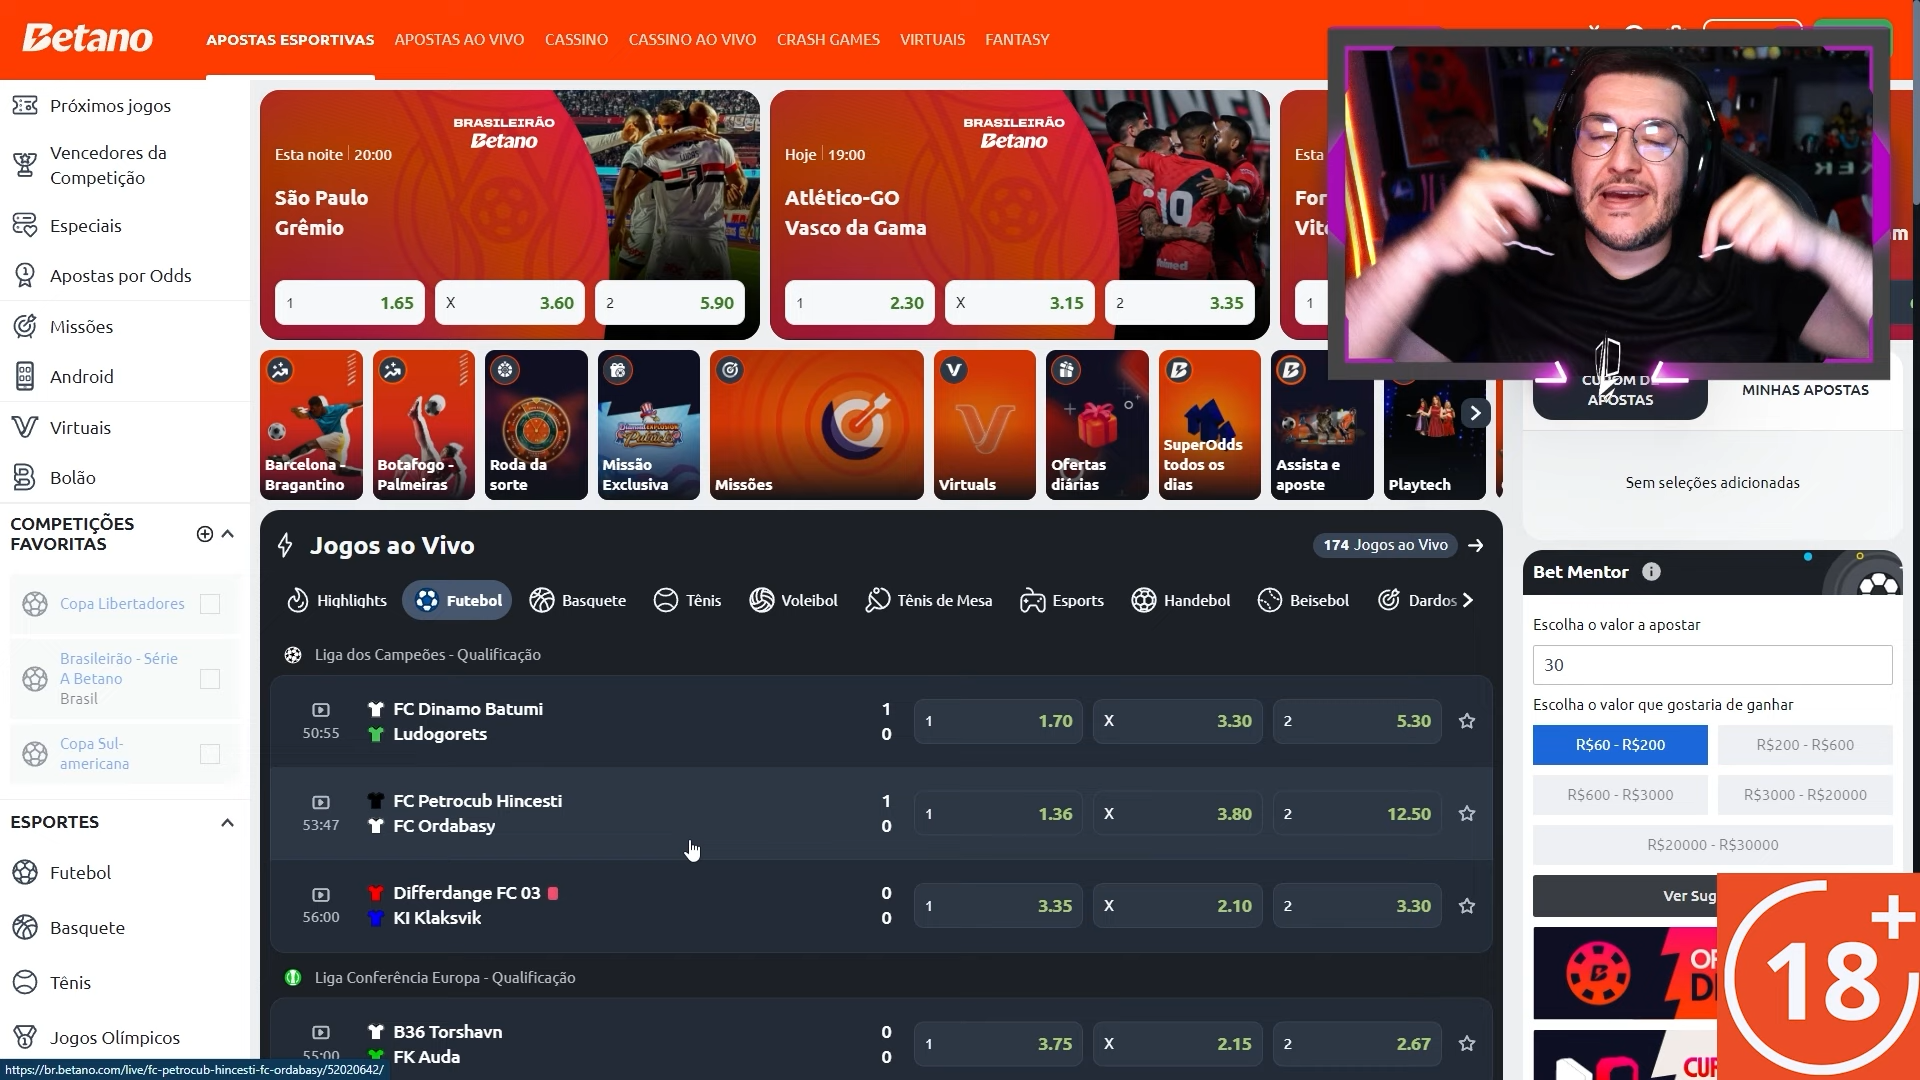 Betano
APOSTAS ESPORTIVAS
APOSTAS AO VIVO
CASSINO
CASSINO AO VIVO
CRASH GAMES
VIRTUAIS
FANTASY
Próximos jogos
Vencedores da
Competição
Especiais
Apostas por Odds
Missões
Android
Virtuais
Bolão
COMPETIÇÕES
FAVORITAS
Copa Libertadores
Brasileirão - Série
A Betano
Brasil
Copa Sul-
americana
ESPORTES
Futebol
Basquete
Tênis
Jogos Olímpicos
BRASILEIRÃO
Betano
Esta noite | 20:00
São Paulo
Grêmio
1 1.65 X 3.60 2 5.90
BRASILEIRÃO
Betano
Hoje | 19:00
Atlético-GO
Vasco da Gama
1 2.30 X 3.15 2 3.35
Esta
For
1
Barcelona -
Bragantino
Botafogo -
Palmeiras
Roda da
sorte
Missão
Exclusiva
Missões
Virtuals
Ofertas
diárias
SuperOdds
todos os
dias
Assista e
aposte
Playtech
Jogos ao Vivo
174 Jogos ao Vivo
Highlights
Futebol
Basquete
Tênis
Voleibol
Tênis de Mesa
Esports
Handebol
Beisebol
Dardos
Liga dos Campeões - Qualificação
50:55
FC Dinamo Batumi 1
Ludogorets 0
1 1.70 X 3.30 2 5.30
53:47
FC Petrocub Hincesti 1
FC Ordabasy 0
1 1.36 X 3.80 2 12.50
56:00
Differdange FC 03 0
KI Klaksvik 0
1 3.35 X 2.10 2 3.30
Liga Conferência Europa - Qualificação
55:00
B36 Torshavn 0
FK Auda 0
1 3.75 X 2.15 2 2.67
APOSTAS
MINHAS APOSTAS
Sem seleções adicionadas
Bet Mentor
Escolha o valor a apostar
30
Escolha o valor que gostaria de ganhar
R$60 - R$200
R$200 - R$600
R$600 - R$3000
R$3000 - R$20000
R$20000 - R$30000
Ver Sug
18+
https://br.betano.com/live/fc-petrocub-hincesti-fc-ordabasy/52020642/